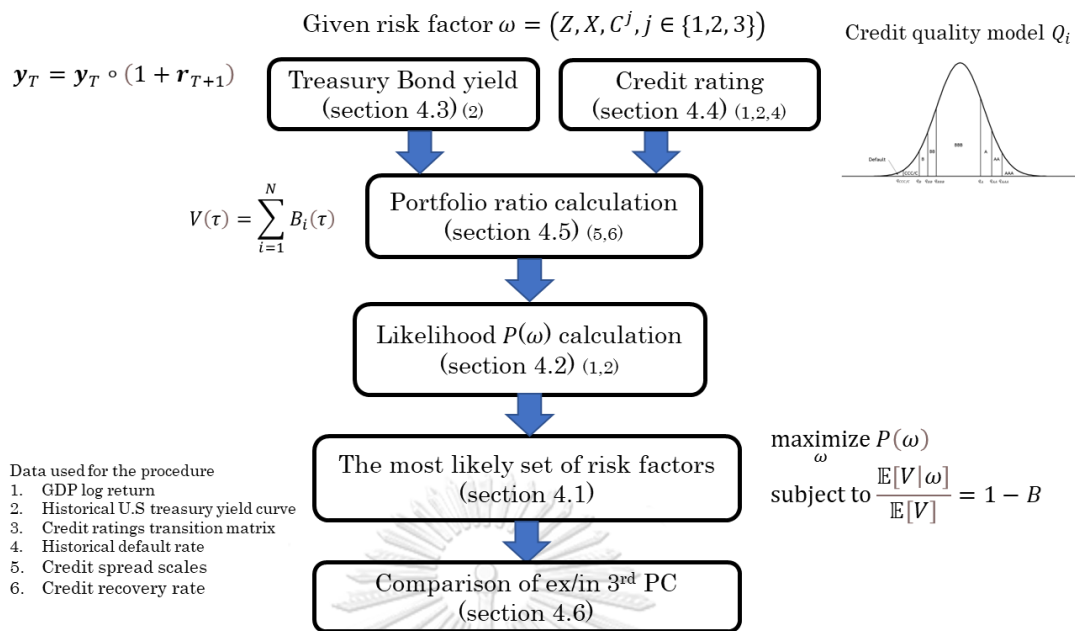 Given risk factor ω = (Z, X, C^j, j ∈ {1,2,3})
Credit quality model Q_i
y_T = y_T ∘ (1 + r_{T+1})
Treasury Bond yield
(section 4.3) (2)
Credit rating
(section 4.4) (1,2,4)
Default
CCC/C
B
BB
BBB
A
AA
AAA
V(τ) = ∑_{i=1}^{N} B_i(τ)
Portfolio ratio calculation
(section 4.5) (5,6)
Likelihood P(ω) calculation
(section 4.2) (1,2)
The most likely set of risk factors
(section 4.1)
maximize P(ω)
ω
subject to E[V|ω] / E[V] = 1 − B
Data used for the procedure
1. GDP log return
2. Historical U.S treasury yield curve
3. Credit ratings transition matrix
4. Historical default rate
5. Credit spread scales
6. Credit recovery rate
Comparison of ex/in 3rd PC
(section 4.6)